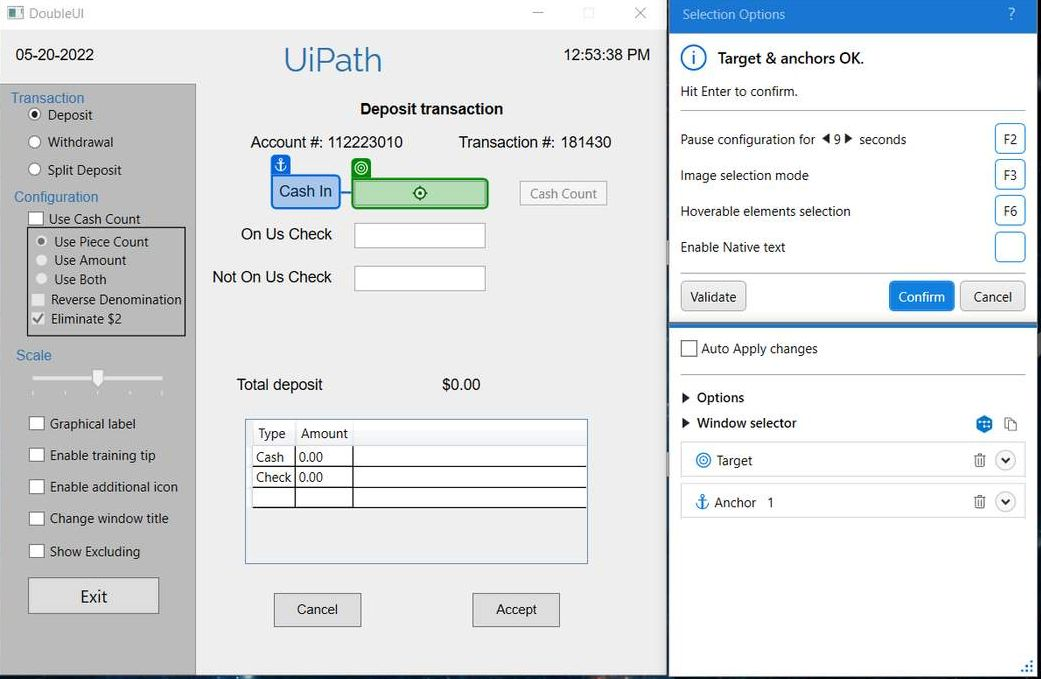 DoubleUI
05-20-2022
UiPath
12:53:38 PM
Transaction
Deposit
Withdrawal
Split Deposit
Configuration
Use Cash Count
Use Piece Count
Use Amount
Use Both
Reverse Denomination
Eliminate $2
Scale
Graphical label
Enable training tip
Enable additional icon
Change window title
Show Excluding
Exit
Deposit transaction
Account #: 112223010 Transaction #: 181430
Cash In
Cash Count
On Us Check
Not On Us Check
Total deposit $0.00
Type Amount
Cash 0.00
Check 0.00
Cancel Accept
Selection Options ?
Target & anchors OK.
Hit Enter to confirm.
Pause configuration for 9 seconds F2
Image selection mode F3
Hoverable elements selection F6
Enable Native text
Validate Confirm Cancel
Auto Apply changes
Options
Window selector
Target
Anchor 1